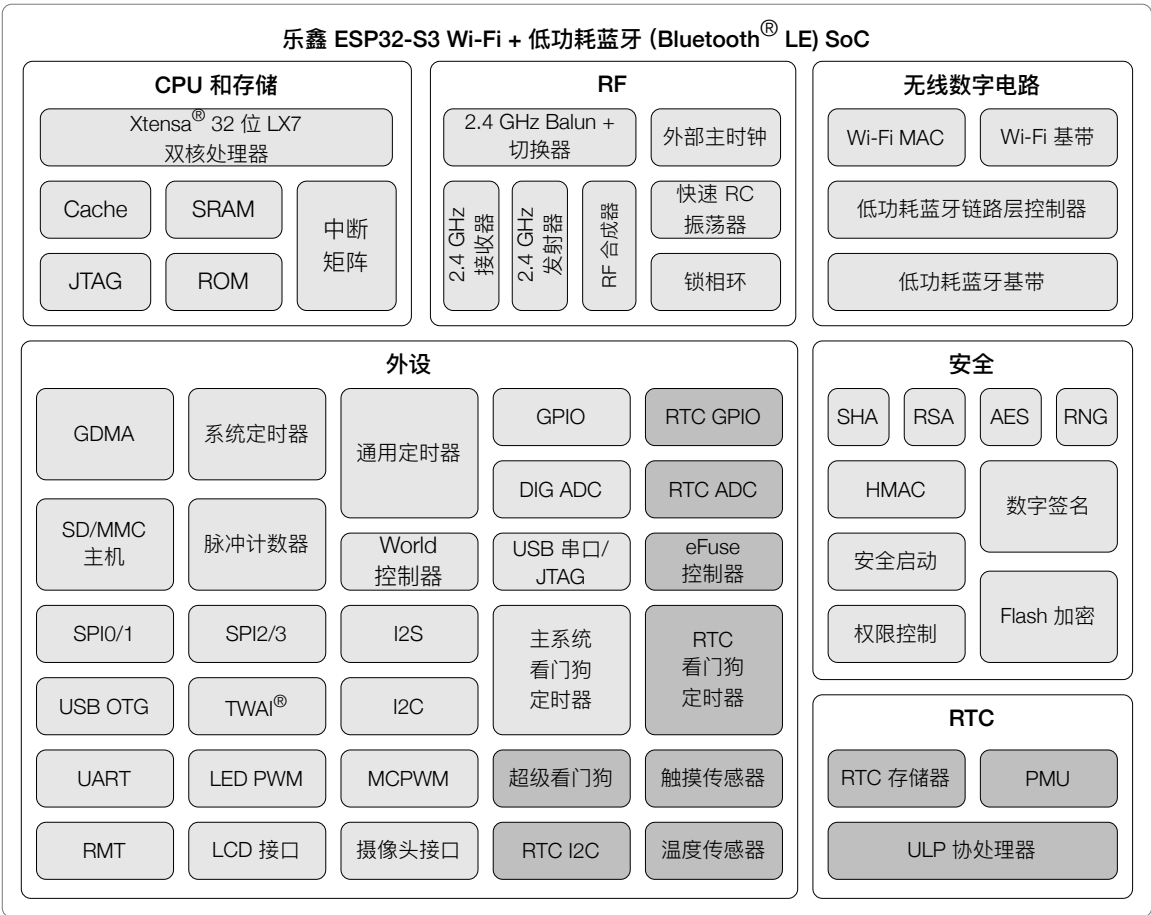 乐鑫 ESP32-S3 Wi-Fi + 低功耗蓝牙 (Bluetooth® LE) SoC
CPU 和存储
Xtensa® 32 位 LX7
双核处理器
Cache
SRAM
中断
矩阵
JTAG
ROM
RF
2.4 GHz Balun +
切换器
外部主时钟
2.4 GHz
接收器
2.4 GHz
发射器
RF 合成器
快速 RC
振荡器
锁相环
无线数字电路
Wi-Fi MAC
Wi-Fi 基带
低功耗蓝牙链路层控制器
低功耗蓝牙基带
外设
GDMA
系统定时器
通用定时器
GPIO
RTC GPIO
DIG ADC
RTC ADC
SD/MMC
主机
脉冲计数器
World
控制器
USB 串口/
JTAG
eFuse
控制器
SPI0/1
SPI2/3
I2S
主系统
看门狗
定时器
RTC
看门狗
定时器
USB OTG
TWAI®
I2C
UART
LED PWM
MCPWM
超级看门狗
触摸传感器
RMT
LCD 接口
摄像头接口
RTC I2C
温度传感器
安全
SHA
RSA
AES
RNG
HMAC
数字签名
安全启动
Flash 加密
权限控制
RTC
RTC 存储器
PMU
ULP 协处理器